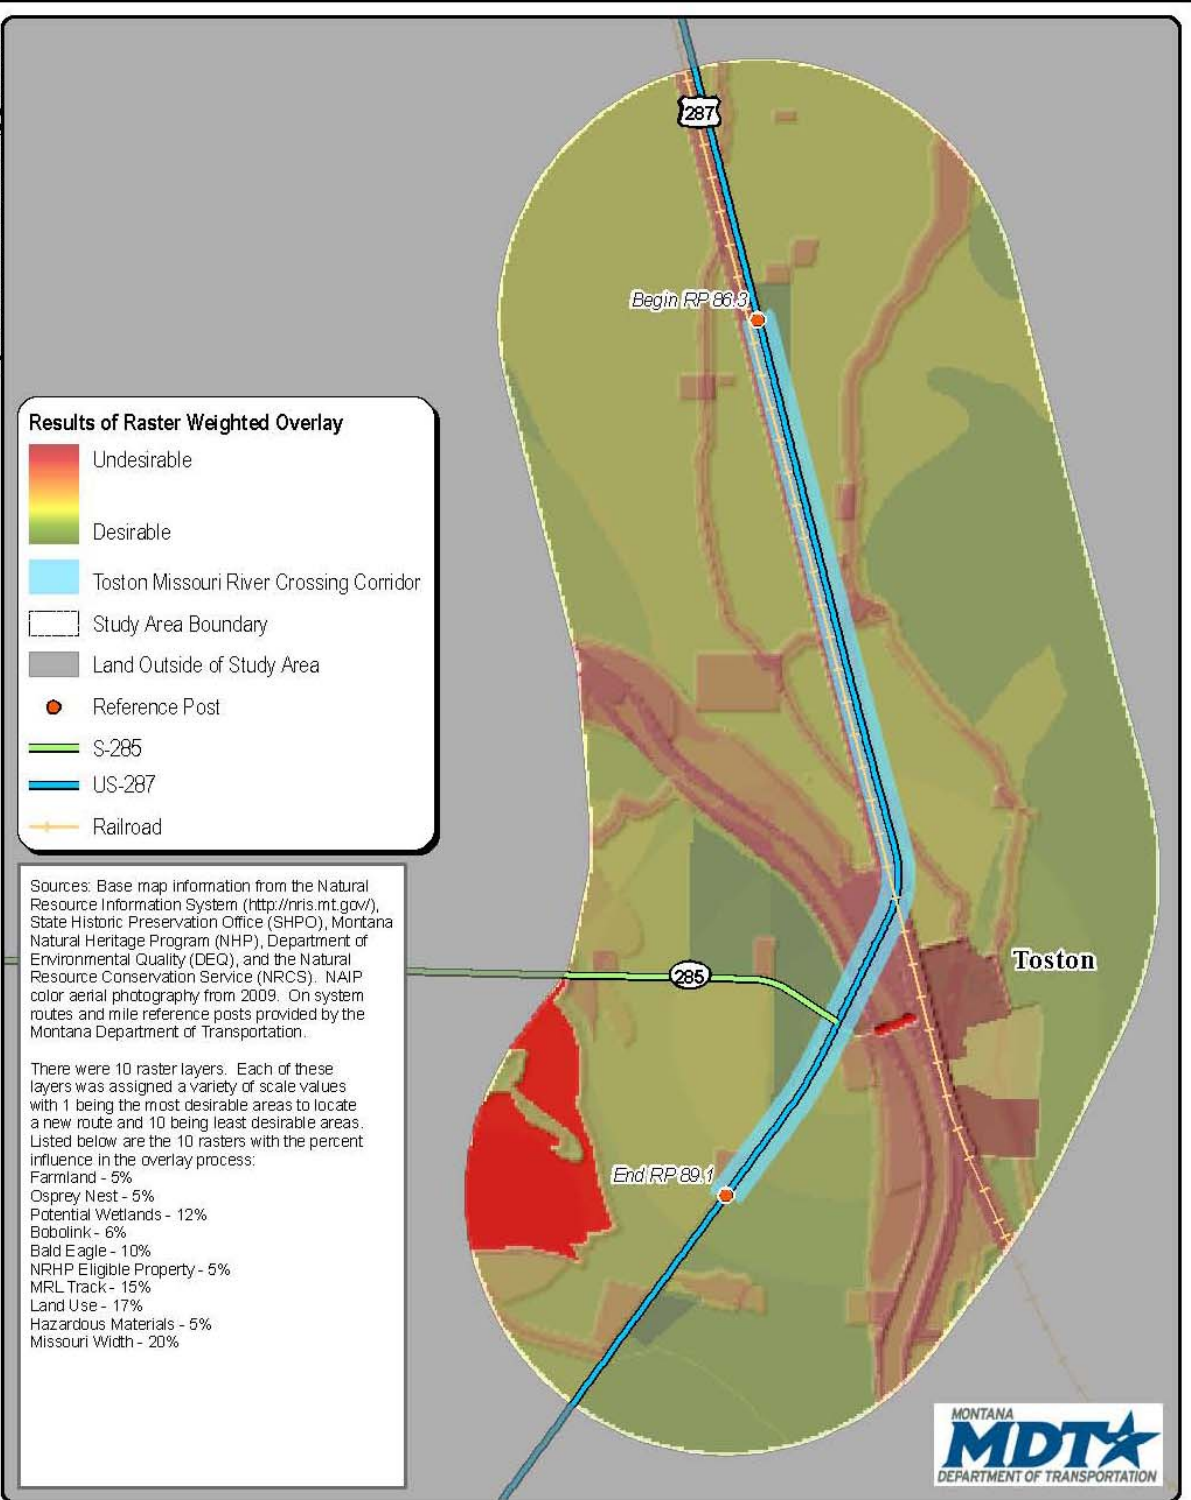 287
Begin RP 86.3
Results of Raster Weighted Overlay
Undesirable
Desirable
Toston Missouri River Crossing Corridor
Study Area Boundary
Land Outside of Study Area
Reference Post
S-285
US-287
Railroad
Sources: Base map information from the Natural
Resource Information System (http://nris.mt.gov/),
State Historic Preservation Office (SHPO), Montana
Natural Heritage Program (NHP), Department of
Environmental Quality (DEQ), and the Natural
Resource Conservation Service (NRCS). NAIP
color aerial photography from 2009. On system
routes and mile reference posts provided by the
Montana Department of Transportation.
There were 10 raster layers. Each of these
layers was assigned a variety of scale values
with 1 being the most desirable areas to locate
a new route and 10 being least desirable areas.
Listed below are the 10 rasters with the percent
influence in the overlay process:
Farmland - 5%
Osprey Nest - 5%
Potential Wetlands - 12%
Bobolink - 6%
Bald Eagle - 10%
NRHP Eligible Property - 5%
MRL Track - 15%
Land Use - 17%
Hazardous Materials - 5%
Missouri Width - 20%
Toston
285
End RP 89.1
MONTANA
MDT
DEPARTMENT OF TRANSPORTATION